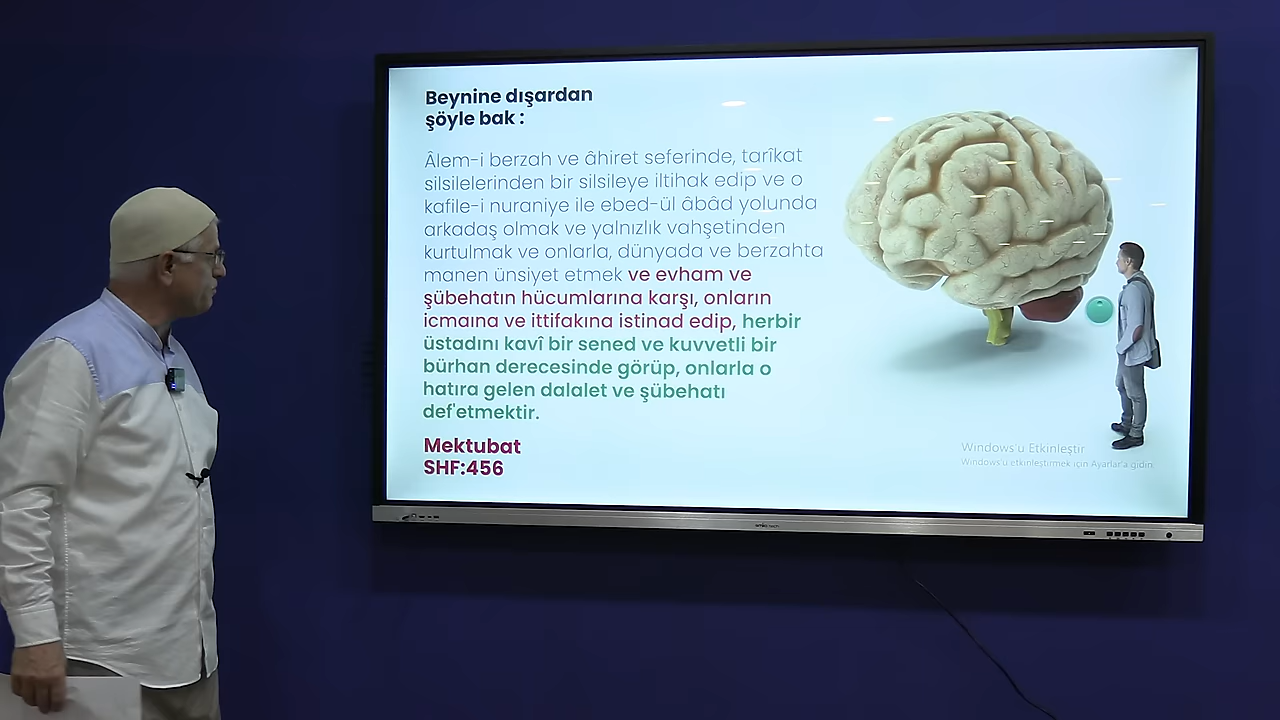 Beynine dışardan
şöyle bak :
Âlem-i berzah ve âhiret seferinde, tarîkat
silsilelerinden bir silsileye iltihak edip ve o
kafile-i nuraniye ile ebed-ül âbâd yolunda
arkadaş olmak ve yalnızlık vahşetinden
kurtulmak ve onlarla, dünyada ve berzahta
manen ünsiyet etmek ve evham ve
şübehatın hücumlarına karşı, onların
icmaına ve ittifakına istinad edip, herbir
üstadını kavî bir sened ve kuvvetli bir
bürhan derecesinde görüp, onlarla o
hatıra gelen dalalet ve şübehatı
def'etmektir.
Mektubat
SHF:456
Windows'u Etkinleştir
Windows'u etkinleştirmek için Ayarlar'a gidin